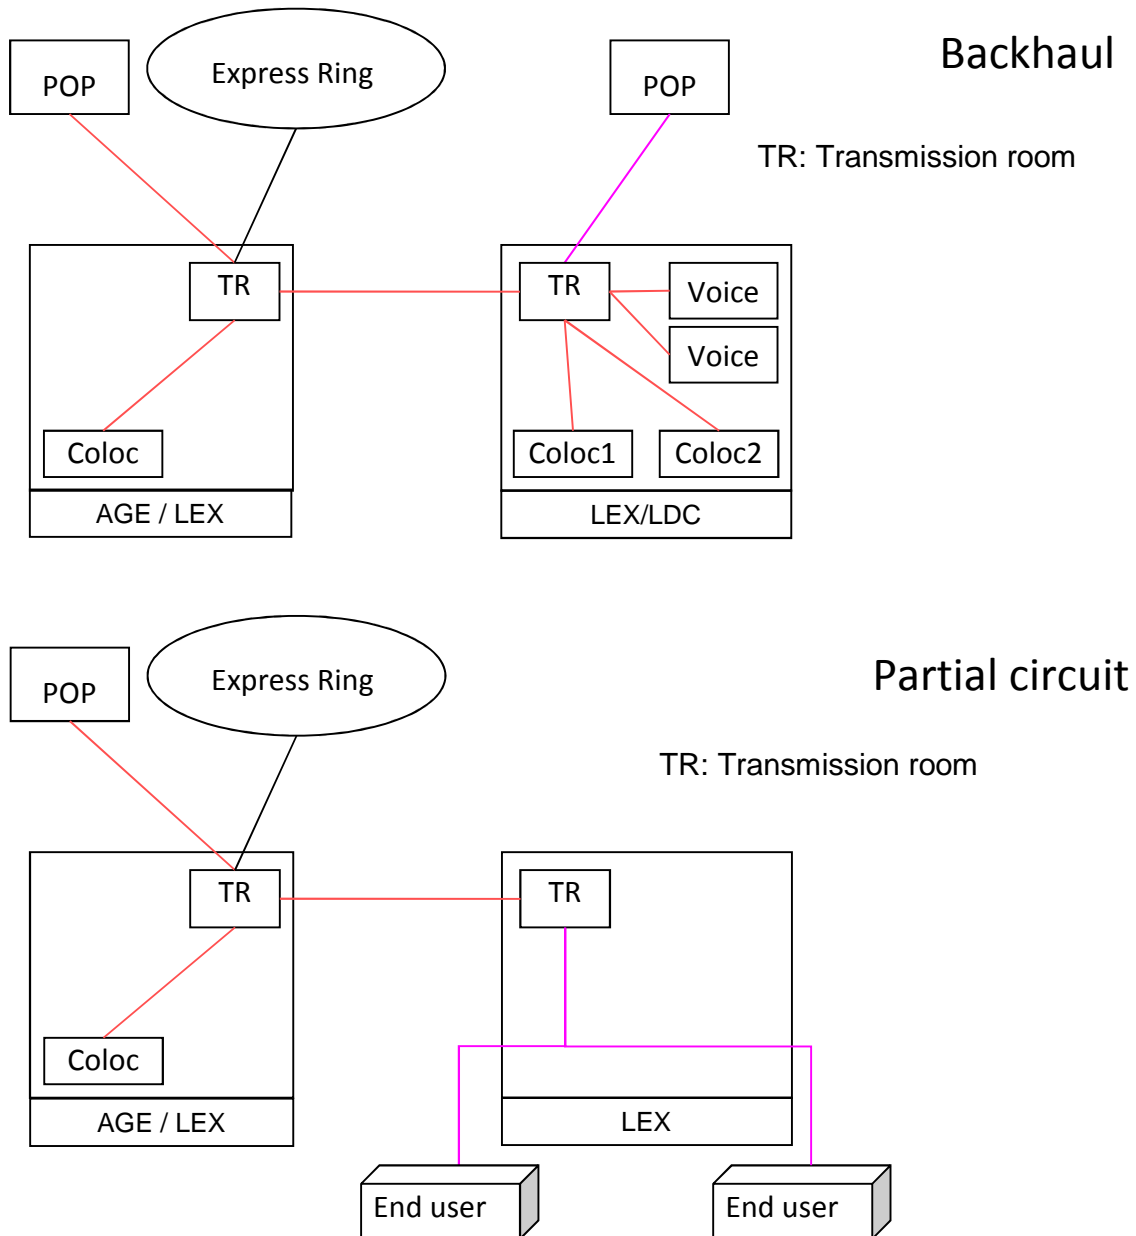 Backhaul
POP
Express Ring
POP
TR: Transmission room
TR
TR
Voice
Voice
Coloc
Coloc1
Coloc2
AGE / LEX
LEX/LDC
Partial circuit
POP
Express Ring
TR: Transmission room
TR
TR
Coloc
AGE / LEX
LEX
End user
End user